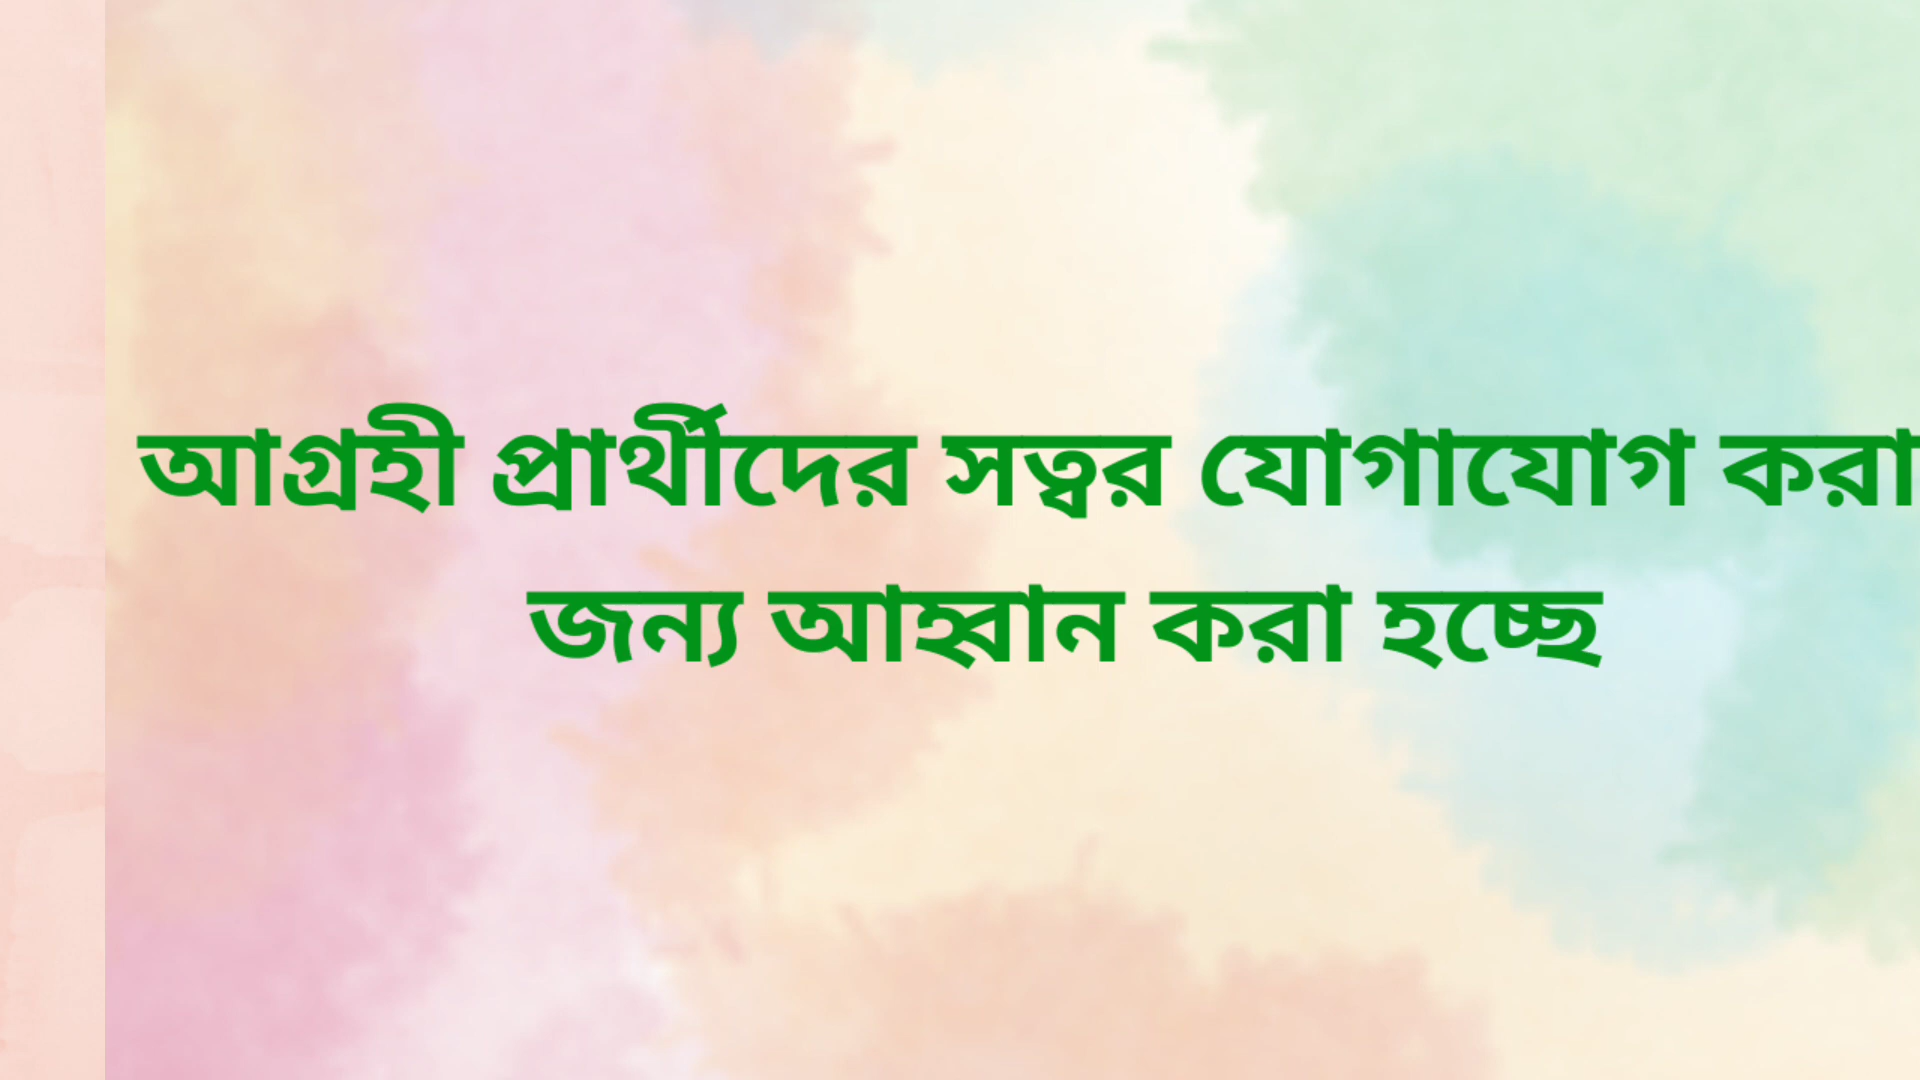 আগ্রহী প্রার্থীদের সত্বর যোগাযোগ করা
জন্য আহ্বান করা হচ্ছে